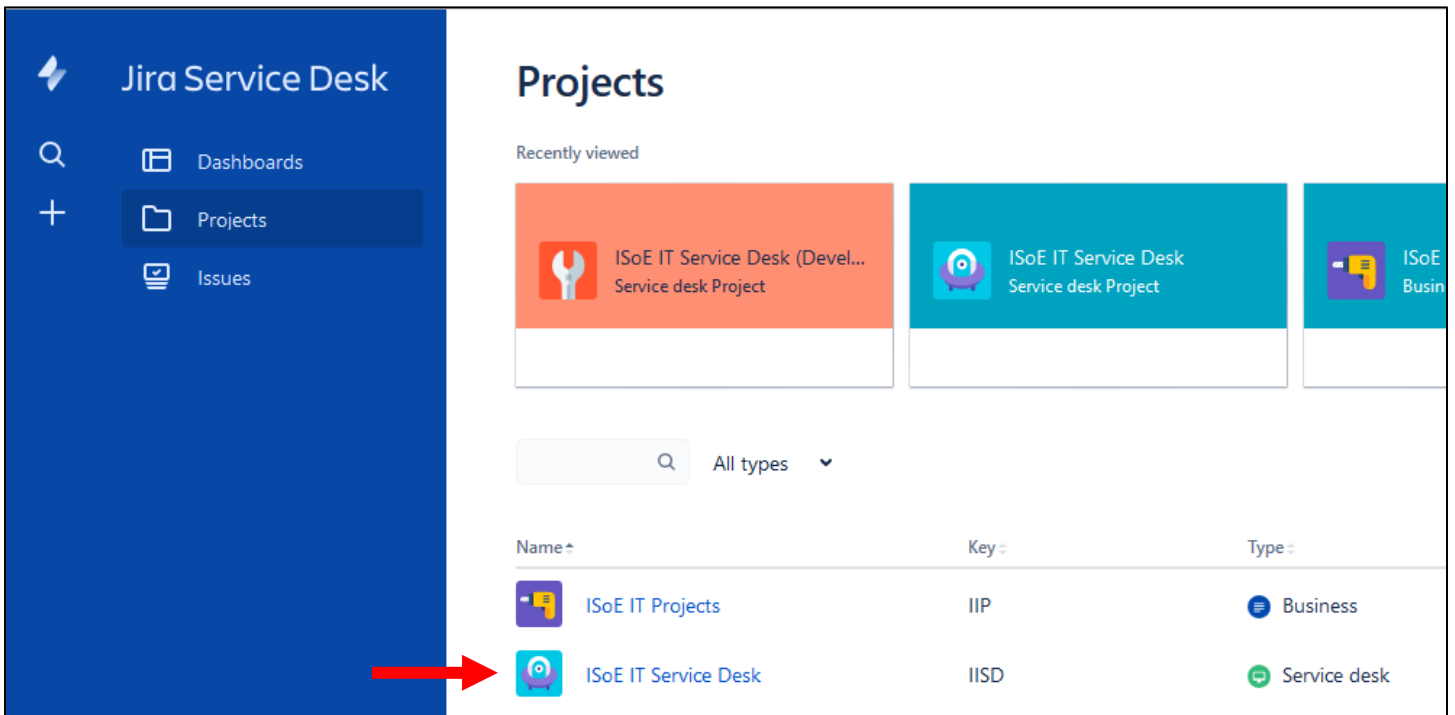 Jira Service Desk
Dashboards
Projects
Issues
Projects
Recently viewed
ISoE IT Service Desk (Devel...
Service desk Project
ISoE IT Service Desk
Service desk Project
ISoE
Busin
All types
Name Key Type
ISoE IT Projects IIP Business
ISoE IT Service Desk IISD Service desk